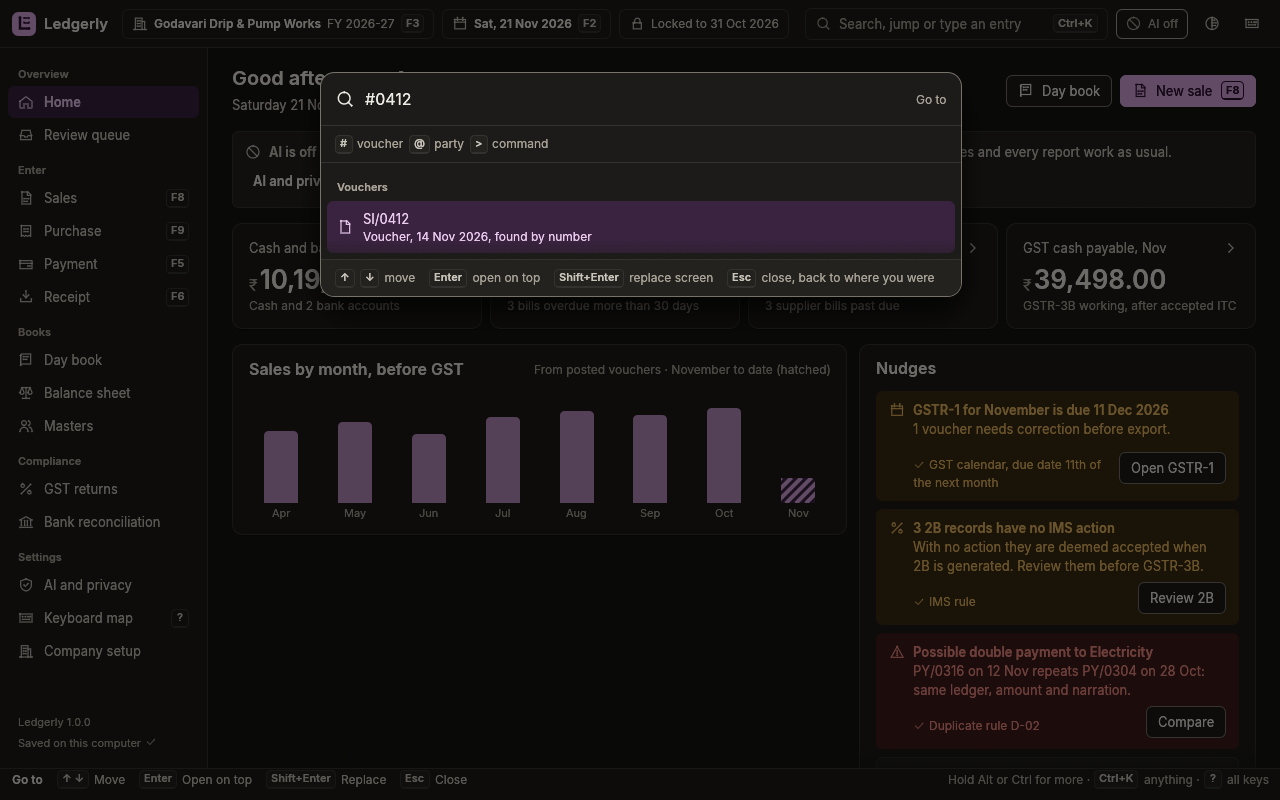 Ledgerly
Godavari Drip & Pump Works FY 2026-27 F3
Sat, 21 Nov 2026 F2
Locked to 31 Oct 2026
Search, jump or type an entry Ctrl+K
AI off
Overview
Home
Review queue
Enter
Sales F8
Purchase F9
Payment F5
Receipt F6
Books
Day book
Balance sheet
Masters
Compliance
GST returns
Bank reconciliation
Settings
AI and privacy
Keyboard map ?
Company setup
Ledgerly 1.0.0
Saved on this computer
Good afte
Saturday 21 No
Day book
New sale F8
#0412 Go to
# voucher @ party > command
Vouchers
SI/0412
Voucher, 14 Nov 2026, found by number
↑ ↓ move Enter open on top Shift+Enter replace screen Esc close, back to where you were
AI is off
es and every report work as usual.
AI and priv
Cash and b
₹10,19
Cash and 2 bank accounts
3 bills overdue more than 30 days
3 supplier bills past due
GST cash payable, Nov
₹39,498.00
GSTR-3B working, after accepted ITC
Sales by month, before GST
From posted vouchers · November to date (hatched)
Apr May Jun Jul Aug Sep Oct Nov
Nudges
GSTR-1 for November is due 11 Dec 2026
1 voucher needs correction before export.
✓ GST calendar, due date 11th of
the next month
Open GSTR-1
3 2B records have no IMS action
With no action they are deemed accepted when
2B is generated. Review them before GSTR-3B.
✓ IMS rule
Review 2B
Possible double payment to Electricity
PY/0316 on 12 Nov repeats PY/0304 on 28 Oct:
same ledger, amount and narration.
✓ Duplicate rule D-02
Compare
Go to ↑↓ Move Enter Open on top Shift+Enter Replace Esc Close
Hold Alt or Ctrl for more · Ctrl+K anything · ? all keys